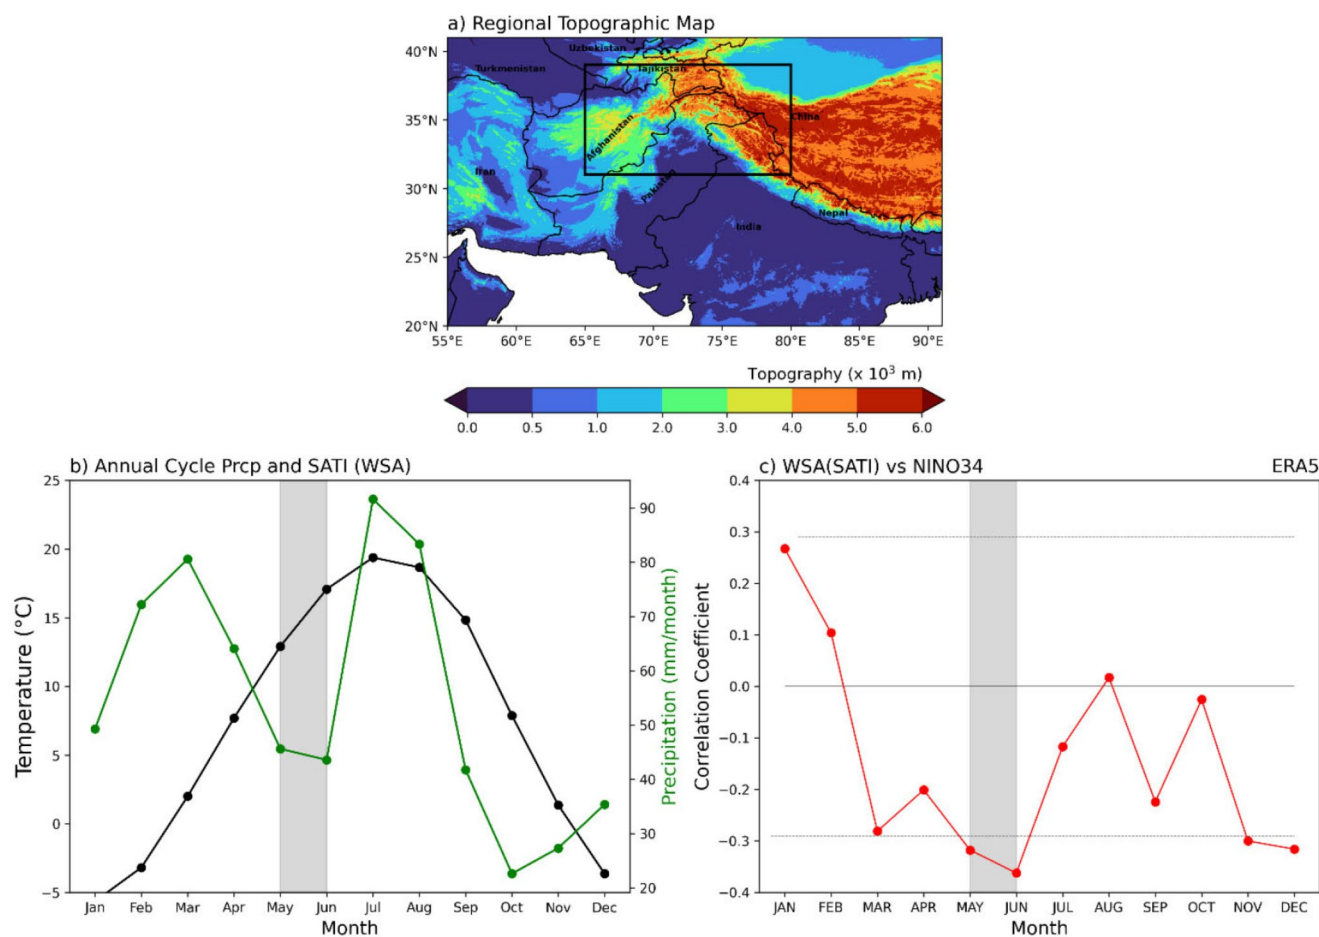 a) Regional Topographic Map
40°N
35°N
30°N
25°N
20°N
Uzbekistan
Turkmenistan
Tajikistan
China
Afghanistan
Iran
Pakistan
Nepal
India
55°E 60°E 65°E 70°E 75°E 80°E 85°E 90°E
Topography (x 10³ m)
0.0 0.5 1.0 2.0 3.0 4.0 5.0 6.0
b) Annual Cycle Prcp and SATI (WSA)
Temperature (°C)
25
20
15
10
5
0
−5
90
80
70
60
50
40
30
20
Precipitation (mm/month)
Jan Feb Mar Apr May Jun Jul Aug Sep Oct Nov Dec
Month
c) WSA(SATI) vs NINO34 ERA5
Correlation Coefficient
0.4
0.3
0.2
0.1
0.0
−0.1
−0.2
−0.3
−0.4
JAN FEB MAR APR MAY JUN JUL AUG SEP OCT NOV DEC
Month